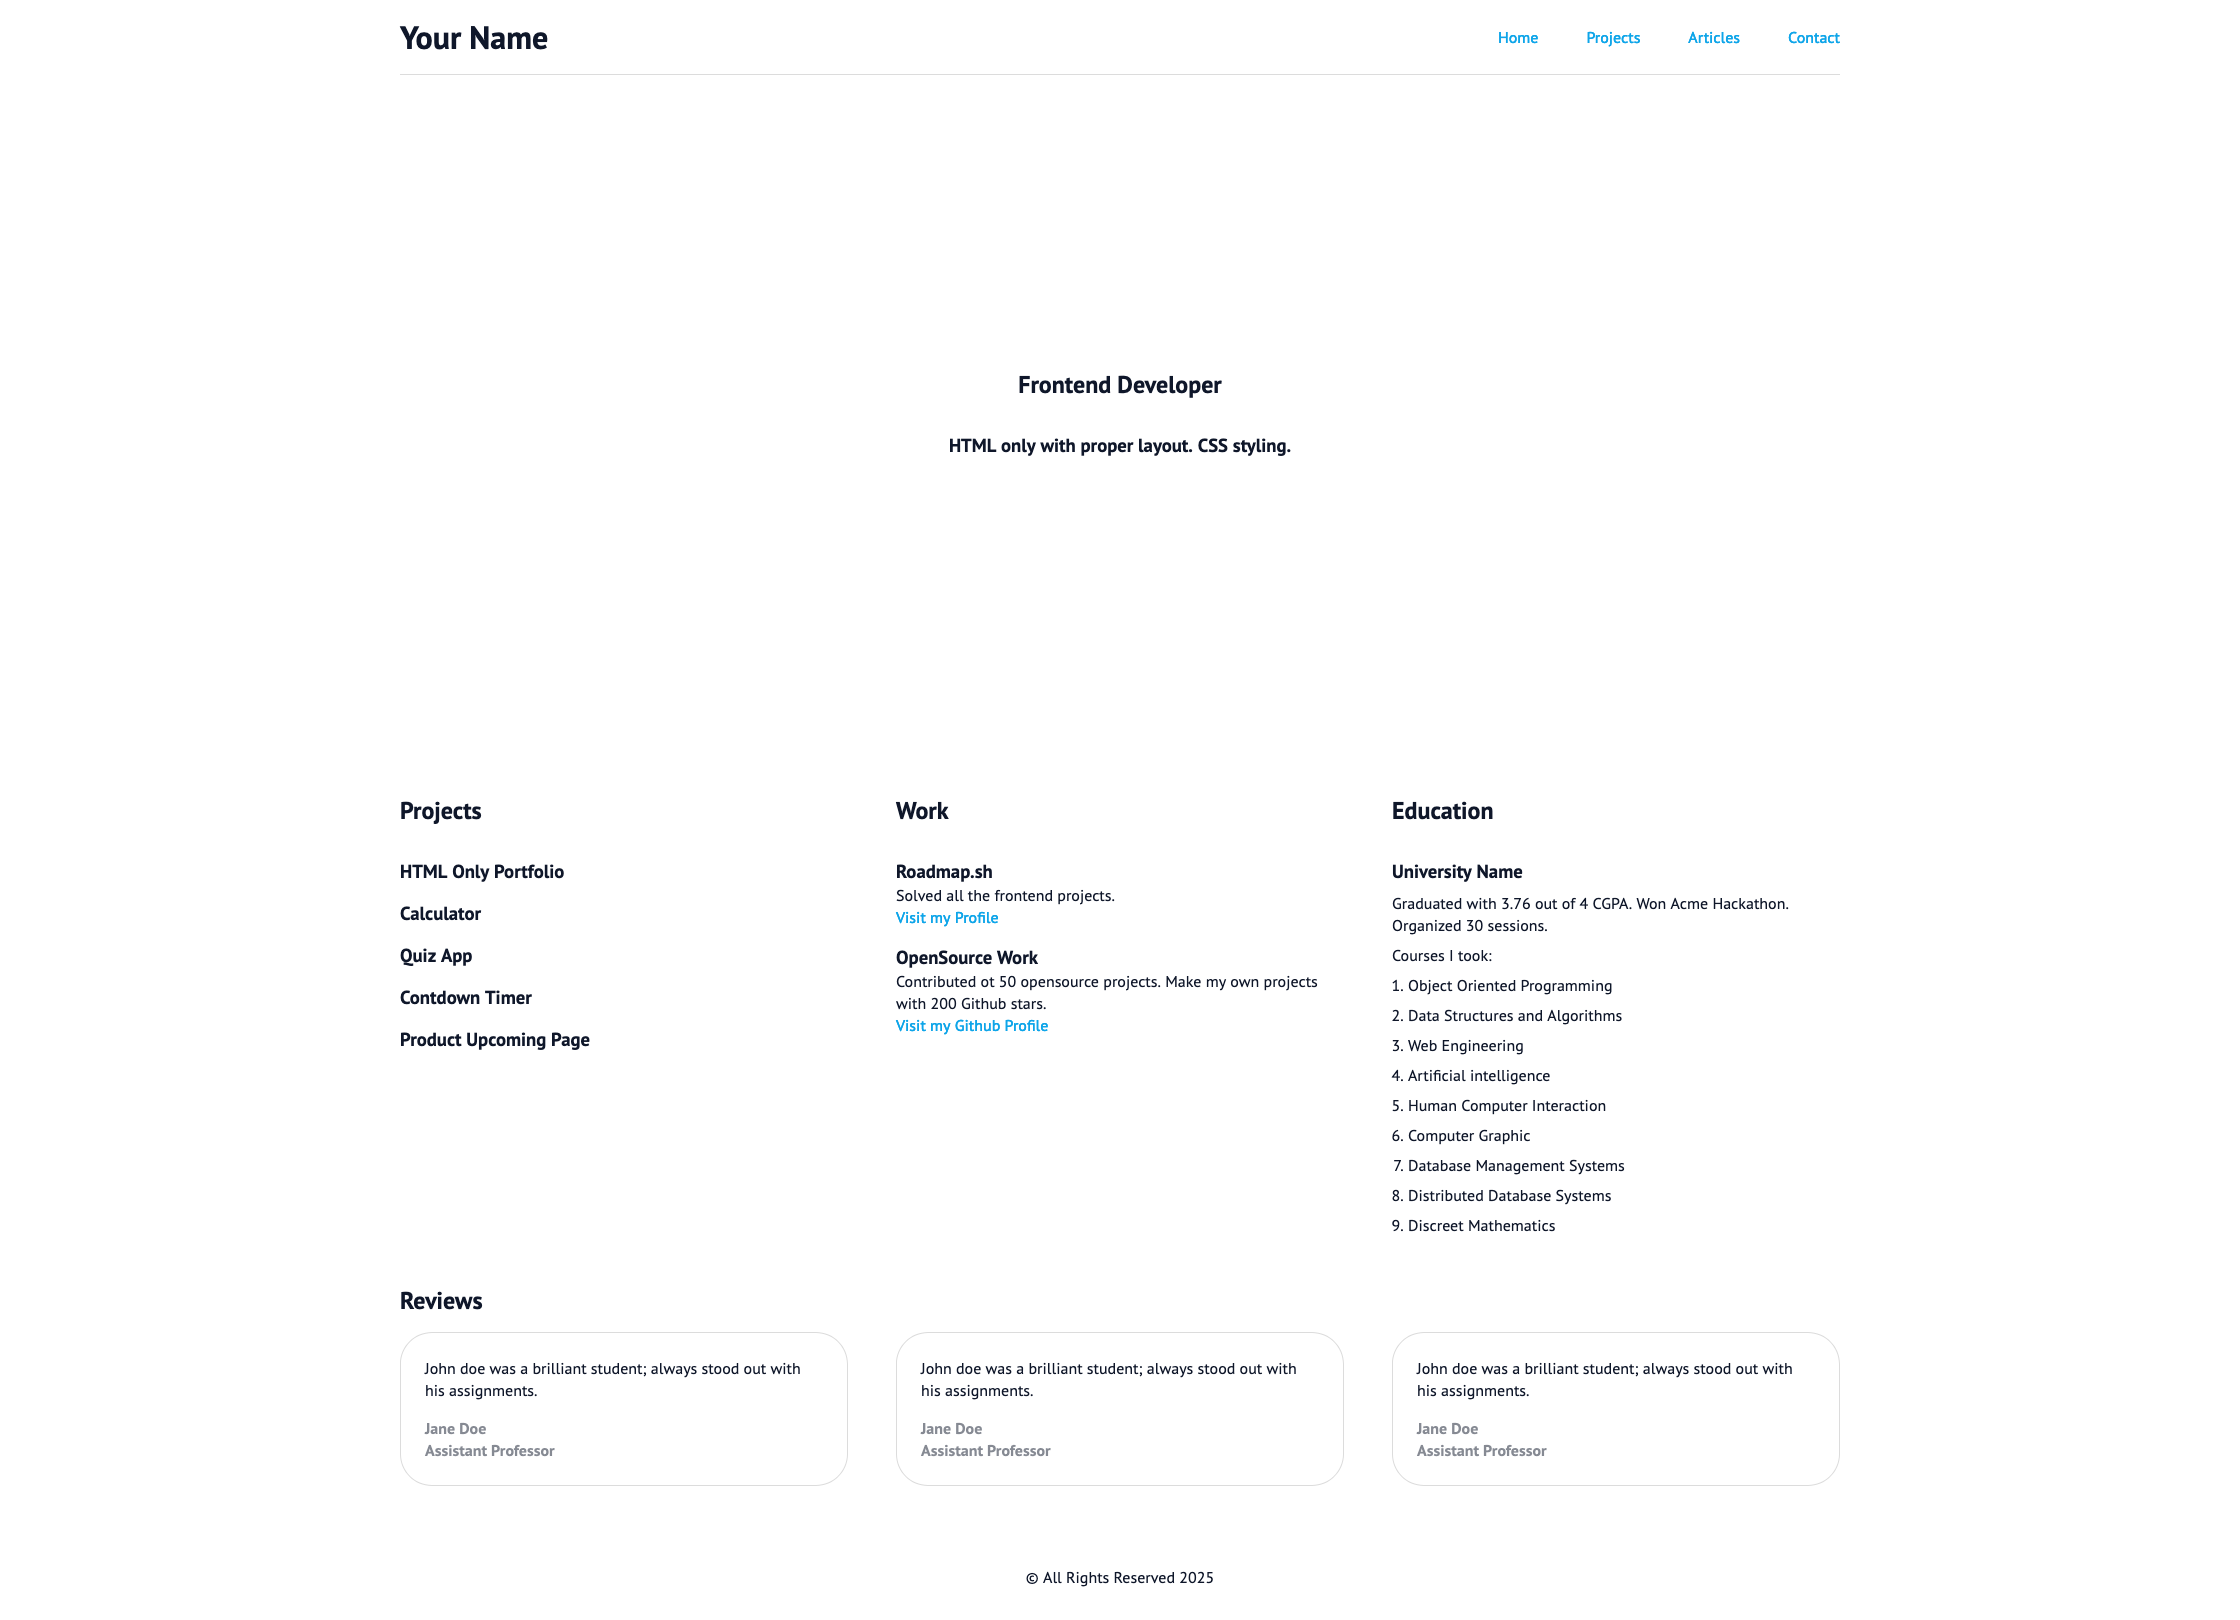 Your Name
Home
Projects
Articles
Contact
Frontend Developer
HTML only with proper layout. CSS styling.
Projects
HTML Only Portfolio
Calculator
Quiz App
Contdown Timer
Product Upcoming Page
Work
Roadmap.sh
Solved all the frontend projects.
Visit my Profile
OpenSource Work
Contributed ot 50 opensource projects. Make my own projects
with 200 Github stars.
Visit my Github Profile
Education
University Name
Graduated with 3.76 out of 4 CGPA. Won Acme Hackathon.
Organized 30 sessions.
Courses I took:
1. Object Oriented Programming
2. Data Structures and Algorithms
3. Web Engineering
4. Artificial intelligence
5. Human Computer Interaction
6. Computer Graphic
7. Database Management Systems
8. Distributed Database Systems
9. Discreet Mathematics
Reviews
John doe was a brilliant student; always stood out with
his assignments.
Jane Doe
Assistant Professor
John doe was a brilliant student; always stood out with
his assignments.
Jane Doe
Assistant Professor
John doe was a brilliant student; always stood out with
his assignments.
Jane Doe
Assistant Professor
© All Rights Reserved 2025